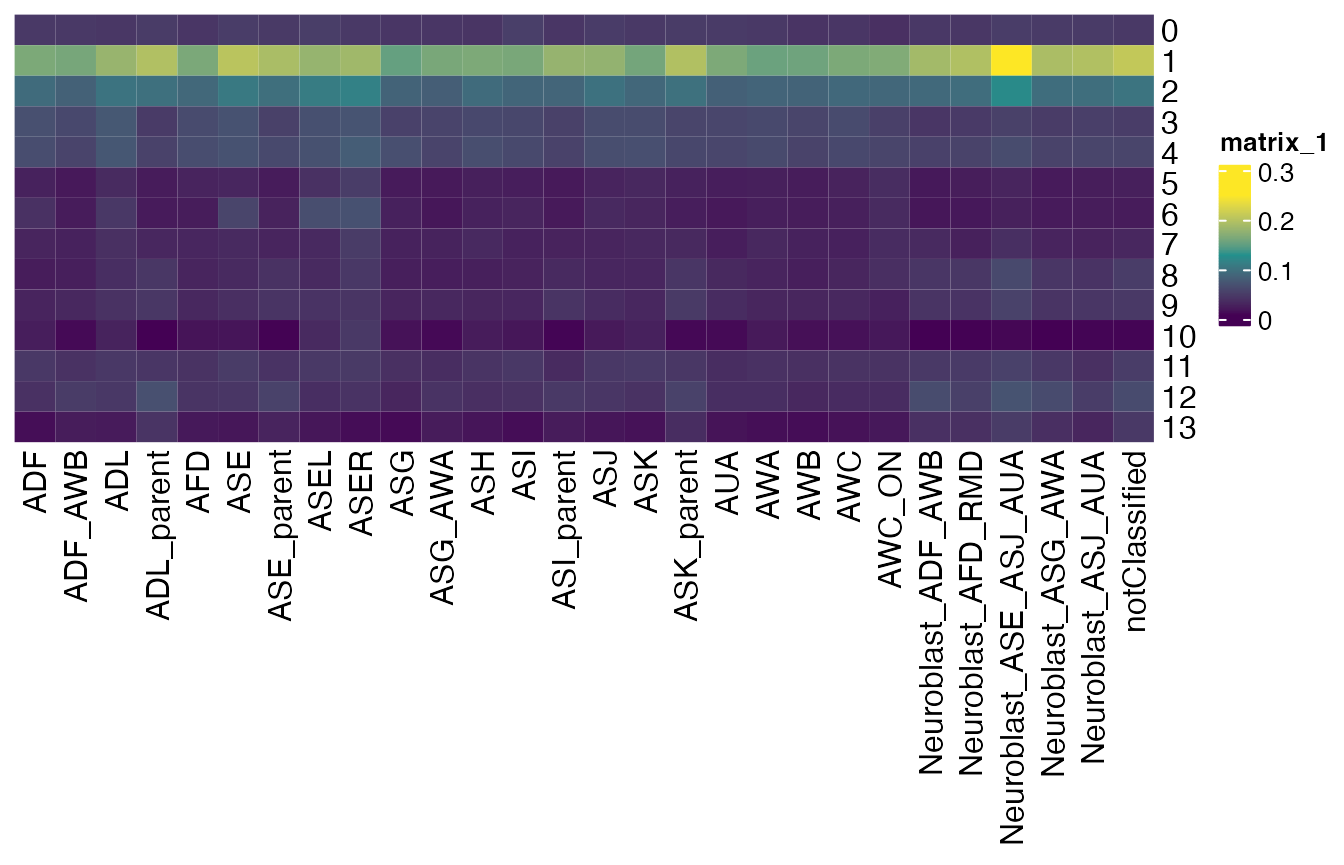 0
1
2
3
4
5
6
7
8
9
10
11
12
13
matrix_1
0.3
0.2
0.1
0
ADF
ADF_AWB
ADL
ADL_parent
AFD
ASE
ASE_parent
ASEL
ASER
ASG
ASG_AWA
ASH
ASI
ASI_parent
ASJ
ASK
ASK_parent
AUA
AWA
AWB
AWC
AWC_ON
Neuroblast_ADF_AWB
Neuroblast_AFD_RMD
Neuroblast_ASE_ASJ_AUA
Neuroblast_ASG_AWA
Neuroblast_ASJ_AUA
notClassified